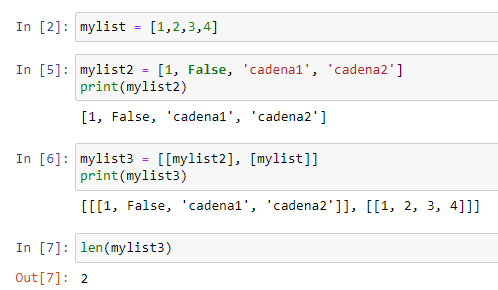 In [2]: mylist = [1,2,3,4]
In [5]: mylist2 = [1, False, 'cadena1', 'cadena2']
print(mylist2)
[1, False, 'cadena1', 'cadena2']
In [6]: mylist3 = [[mylist2], [mylist]]
print(mylist3)
[[[1, False, 'cadena1', 'cadena2']], [[1, 2, 3, 4]]]
In [7]: len(mylist3)
Out[7]: 2